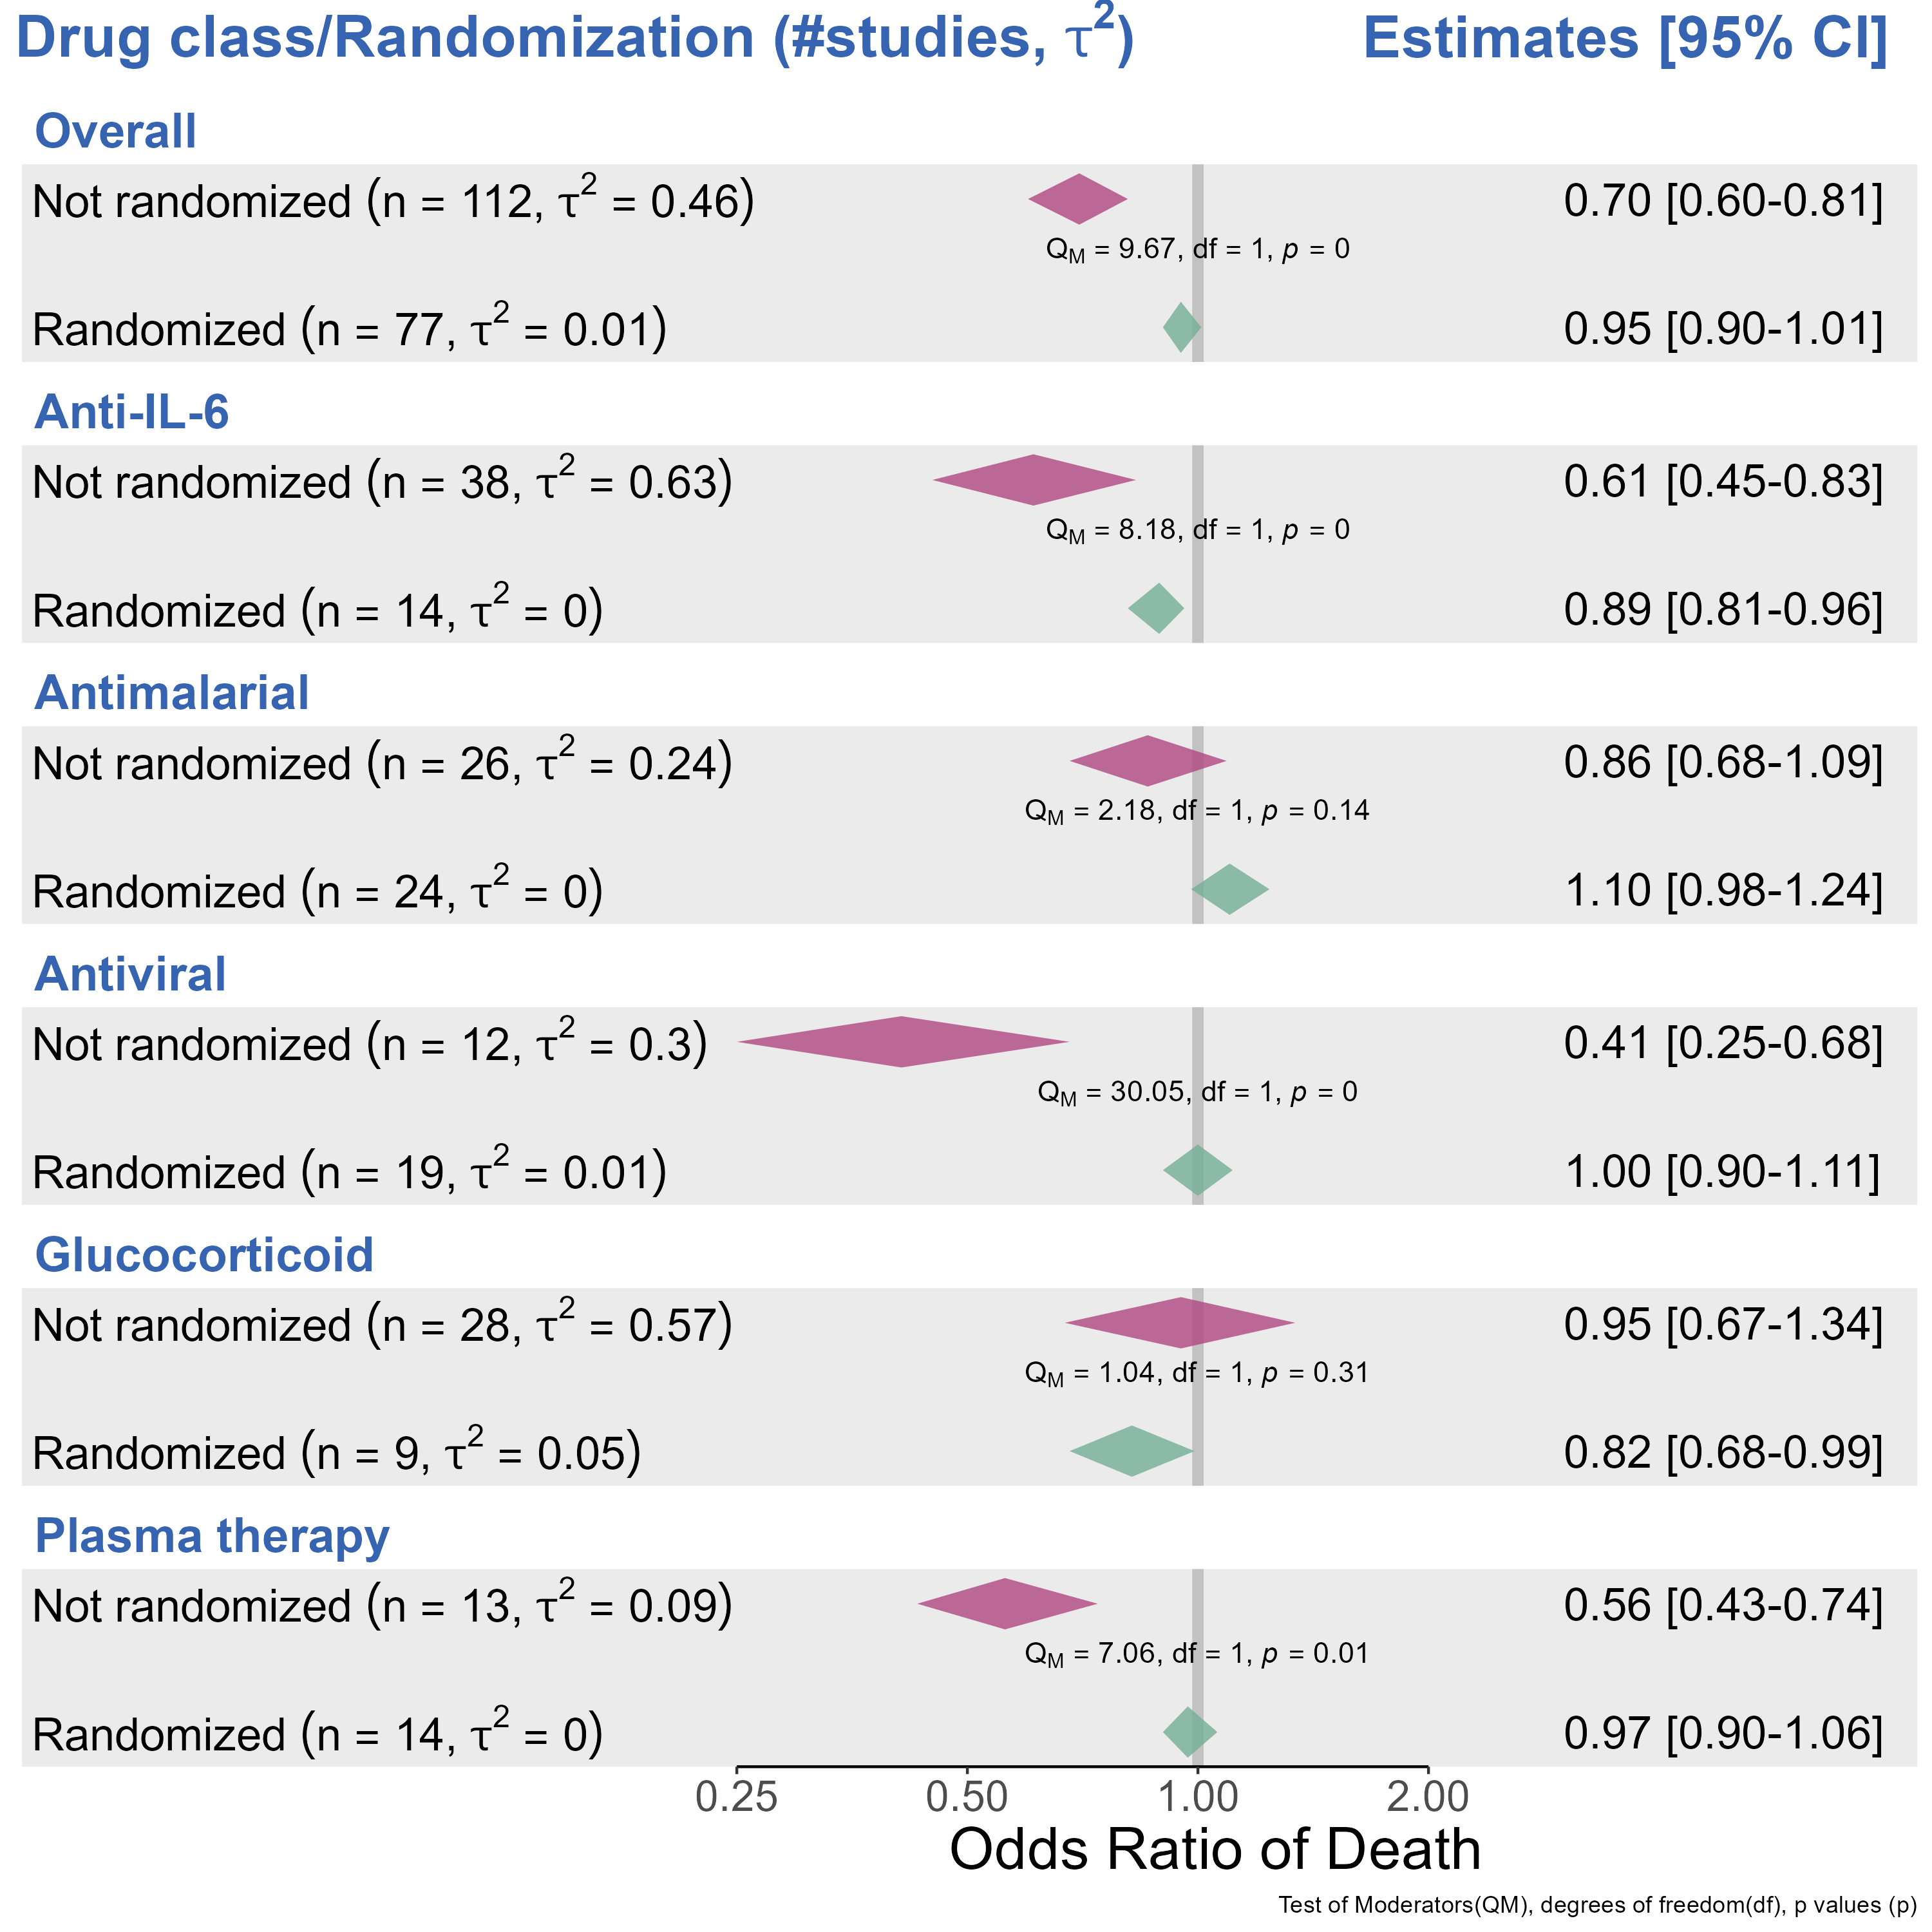 Drug class/Randomization (#studies, τ²) Estimates [95% CI]
Overall
Not randomized (n = 112, τ² = 0.46) 0.70 [0.60-0.81]
Q_M = 9.67, df = 1, p = 0
Randomized (n = 77, τ² = 0.01) 0.95 [0.90-1.01]
Anti-IL-6
Not randomized (n = 38, τ² = 0.63) 0.61 [0.45-0.83]
Q_M = 8.18, df = 1, p = 0
Randomized (n = 14, τ² = 0) 0.89 [0.81-0.96]
Antimalarial
Not randomized (n = 26, τ² = 0.24) 0.86 [0.68-1.09]
Q_M = 2.18, df = 1, p = 0.14
Randomized (n = 24, τ² = 0) 1.10 [0.98-1.24]
Antiviral
Not randomized (n = 12, τ² = 0.3) 0.41 [0.25-0.68]
Q_M = 30.05, df = 1, p = 0
Randomized (n = 19, τ² = 0.01) 1.00 [0.90-1.11]
Glucocorticoid
Not randomized (n = 28, τ² = 0.57) 0.95 [0.67-1.34]
Q_M = 1.04, df = 1, p = 0.31
Randomized (n = 9, τ² = 0.05) 0.82 [0.68-0.99]
Plasma therapy
Not randomized (n = 13, τ² = 0.09) 0.56 [0.43-0.74]
Q_M = 7.06, df = 1, p = 0.01
Randomized (n = 14, τ² = 0) 0.97 [0.90-1.06]
0.25 0.50 1.00 2.00
Odds Ratio of Death
Test of Moderators(QM), degrees of freedom(df), p values (p)